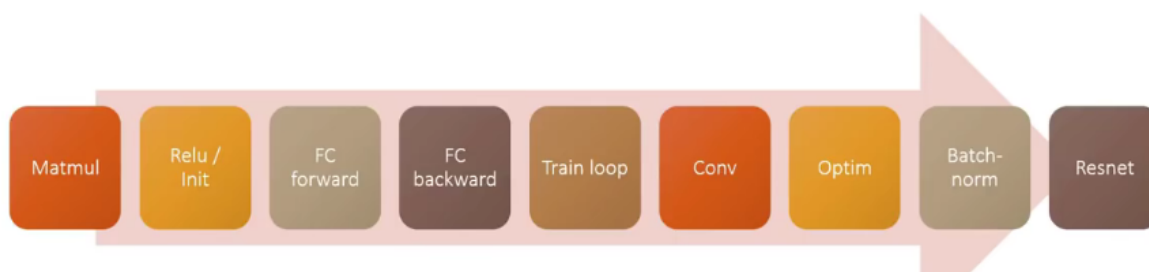 Matmul
Relu /
Init
FC
forward
FC
backward
Train loop
Conv
Optim
Batch-
norm
Resnet